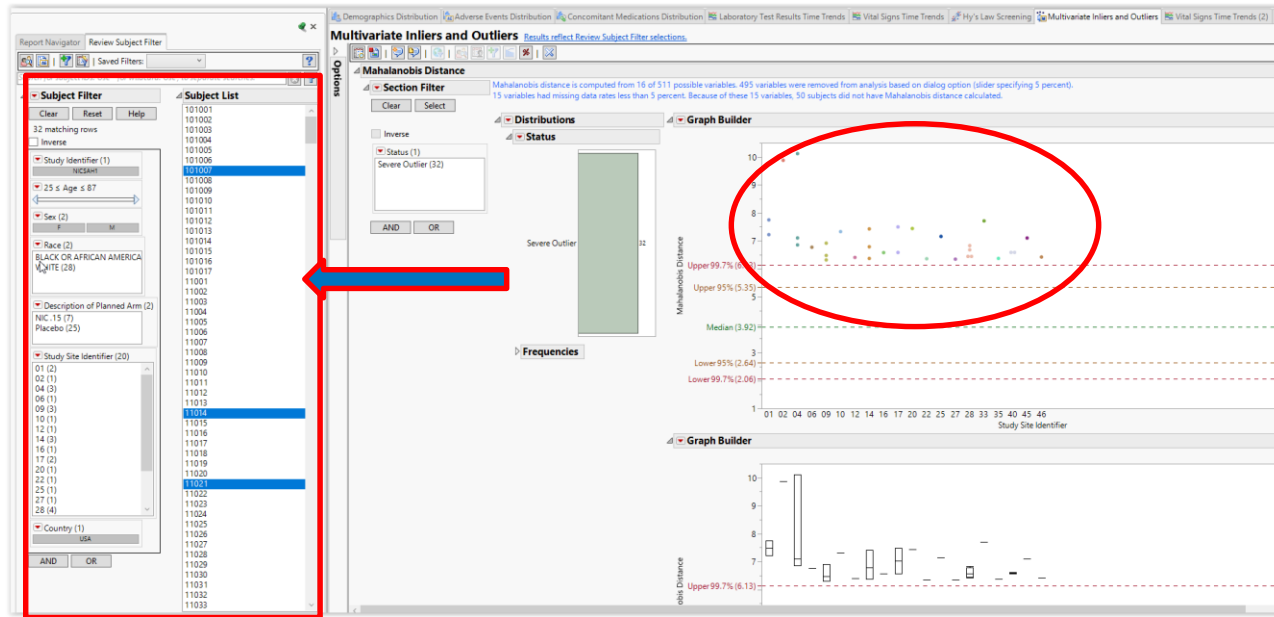 Demographics Distribution
Adverse Events Distribution
Concomitant Medications Distribution
Laboratory Test Results Time Trends
Vital Signs Time Trends
Hy's Law Screening
Multivariate Inliers and Outliers
Vital Signs Time Trends (2)
Report Navigator
Review Subject Filter
Saved Filters:
?
Subject Filter
Clear
Reset
Help
32 matching rows
Inverse
Study Identifier (1)
NICSAH1
25 ≤ Age ≤ 87
Sex (2)
F
M
Race (2)
BLACK OR AFRICAN AMERICA
WHITE (28)
Description of Planned Arm (2)
NIC .15 (7)
Placebo (25)
Study Site Identifier (20)
01 (2)
02 (1)
04 (3)
06 (1)
09 (3)
10 (1)
12 (1)
14 (3)
16 (1)
17 (2)
20 (1)
22 (1)
25 (1)
27 (1)
28 (4)
Country (1)
USA
AND
OR
Subject List
101001
101002
101003
101004
101005
101006
101007
101008
101009
101010
101011
101012
101013
101014
101015
101016
101017
11001
11002
11003
11004
11005
11006
11007
11008
11009
11010
11011
11012
11013
11014
11015
11016
11017
11018
11019
11020
11021
11022
11023
11024
11025
11026
11027
11028
11029
11030
11031
11032
11033
Multivariate Inliers and Outliers
Results reflect Review Subject Filter selections.
Options
Mahalanobis Distance
Section Filter
Clear
Select
Inverse
Status (1)
Severe Outlier (32)
AND
OR
Mahalanobis distance is computed from 16 of 511 possible variables. 495 variables were removed from analysis based on dialog option (slider specifying 5 percent).
15 variables had missing data rates less than 5 percent. Because of these 15 variables, 50 subjects did not have Mahalanobis distance calculated.
Distributions
Status
Severe Outlier
32
Frequencies
Graph Builder
Mahalanobis Distance
10
9
8
7
Upper 99.7%
Upper 95% (5.35)
5
Median (3.92)
3
Lower 95% (2.64)
Lower 99.7% (2.06)
1
01 02 04 06 09 10 12 14 16 17 20 22 25 27 28 33 35 40 45 46
Study Site Identifier
Graph Builder
10
9
8
7
Upper 99.7% (6.13)
obis Distance